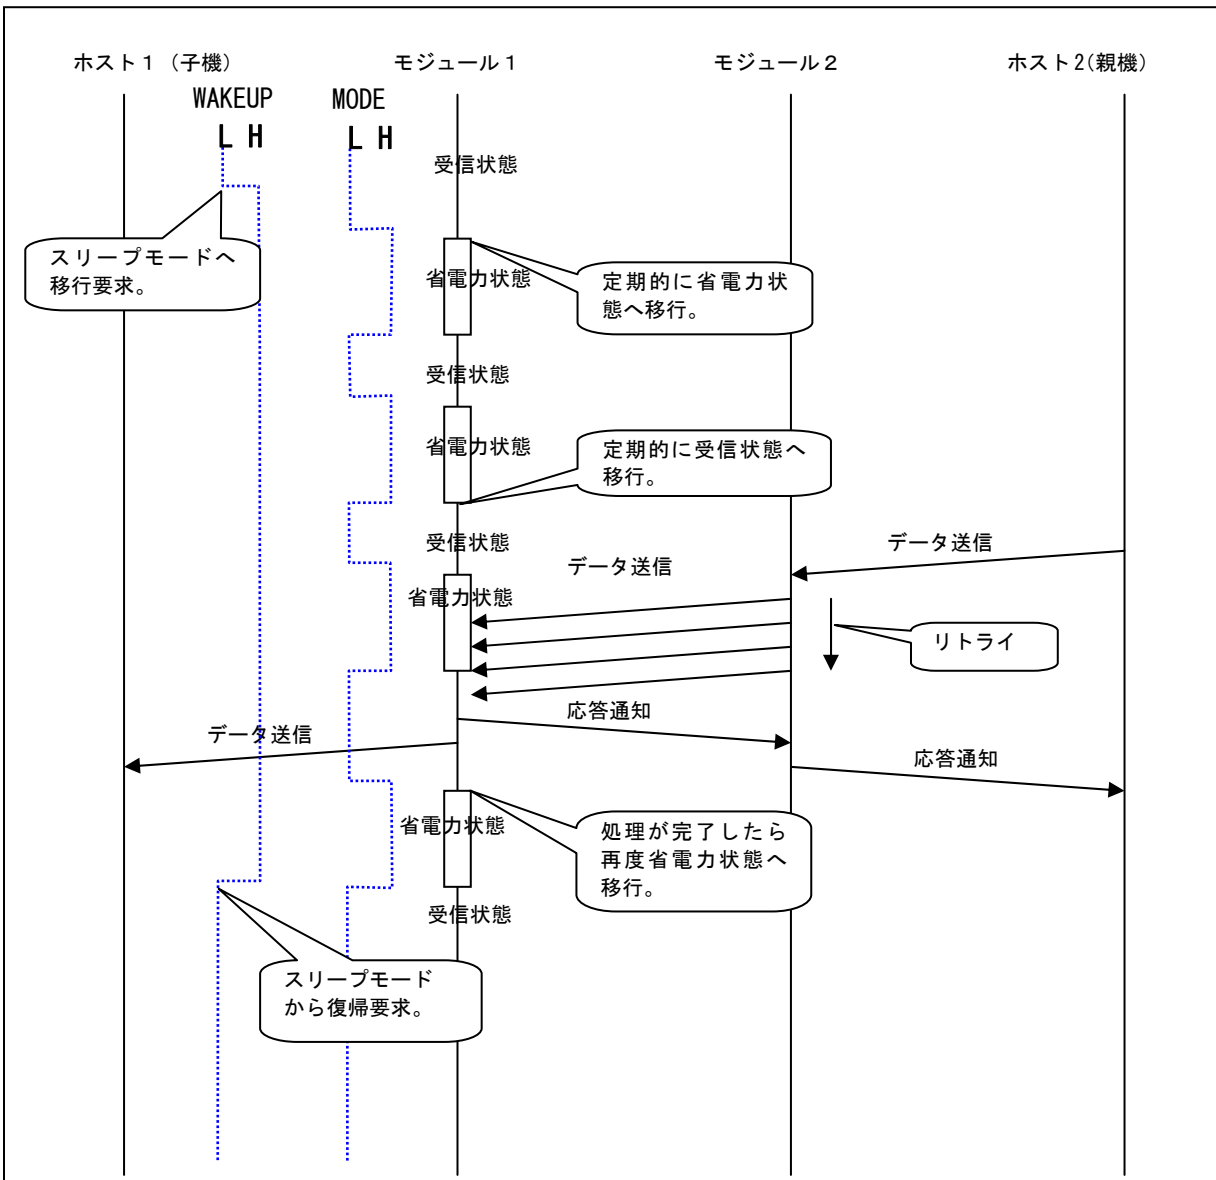 ホスト１（子機）
モジュール１
モジュール２
ホスト2(親機)
WAKEUP
MODE
L H
L H
受信状態
スリープモードへ
移行要求。
省電力状態
定期的に省電力状
態へ移行。
受信状態
省電力状態
定期的に受信状態へ
移行。
受信状態
データ送信
データ送信
省電力状態
リトライ
応答通知
データ送信
応答通知
省電力状態
処理が完了したら
再度省電力状態へ
移行。
受信状態
スリープモード
から復帰要求。